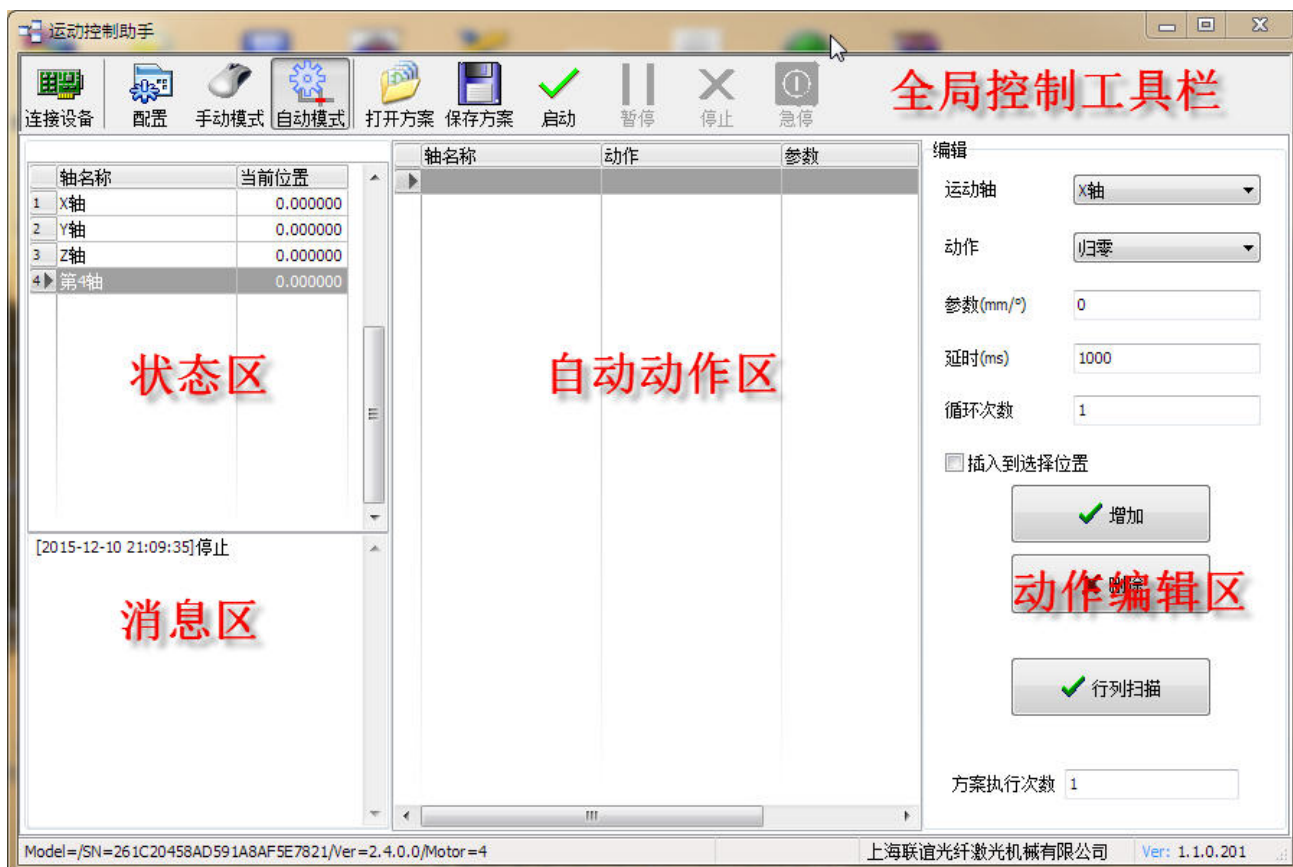 运动控制助手
连接设备 配置 手动模式 自动模式 打开方案 保存方案 启动 暂停 停止 急停
全局控制工具栏
轴名称 当前位置
1 X轴 0.000000
2 Y轴 0.000000
3 Z轴 0.000000
4 第4轴 0.000000
状态区
[2015-12-10 21:09:35]停止
消息区
轴名称 动作 参数
自动动作区
编辑
运动轴 X轴
动作 归零
参数(mm/°) 0
延时(ms) 1000
循环次数 1
插入到选择位置
增加
删除
动作编辑区
行列扫描
方案执行次数 1
Model=/SN=261C20458AD591A8AF5E7821/Ver=2.4.0.0/Motor=4 上海联谊光纤激光机械有限公司 Ver: 1.1.0.201